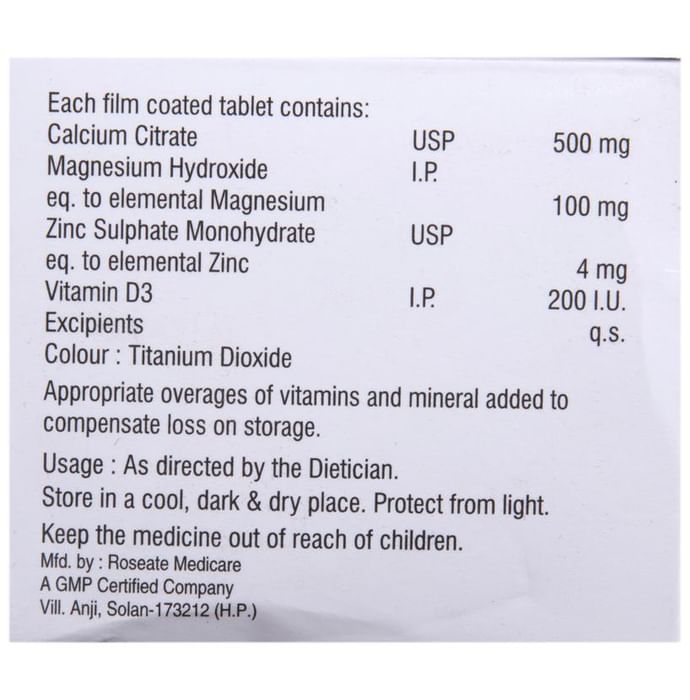 Each film coated tablet contains:
Calcium Citrate USP 500 mg
Magnesium Hydroxide I.P.
eq. to elemental Magnesium 100 mg
Zinc Sulphate Monohydrate USP
eq. to elemental Zinc 4 mg
Vitamin D3 I.P. 200 I.U.
Excipients q.s.
Colour : Titanium Dioxide
Appropriate overages of vitamins and mineral added to
compensate loss on storage.
Usage : As directed by the Dietician.
Store in a cool, dark & dry place. Protect from light.
Keep the medicine out of reach of children.
Mfd. by : Roseate Medicare
A GMP Certified Company
Vill. Anji, Solan-173212 (H.P.)